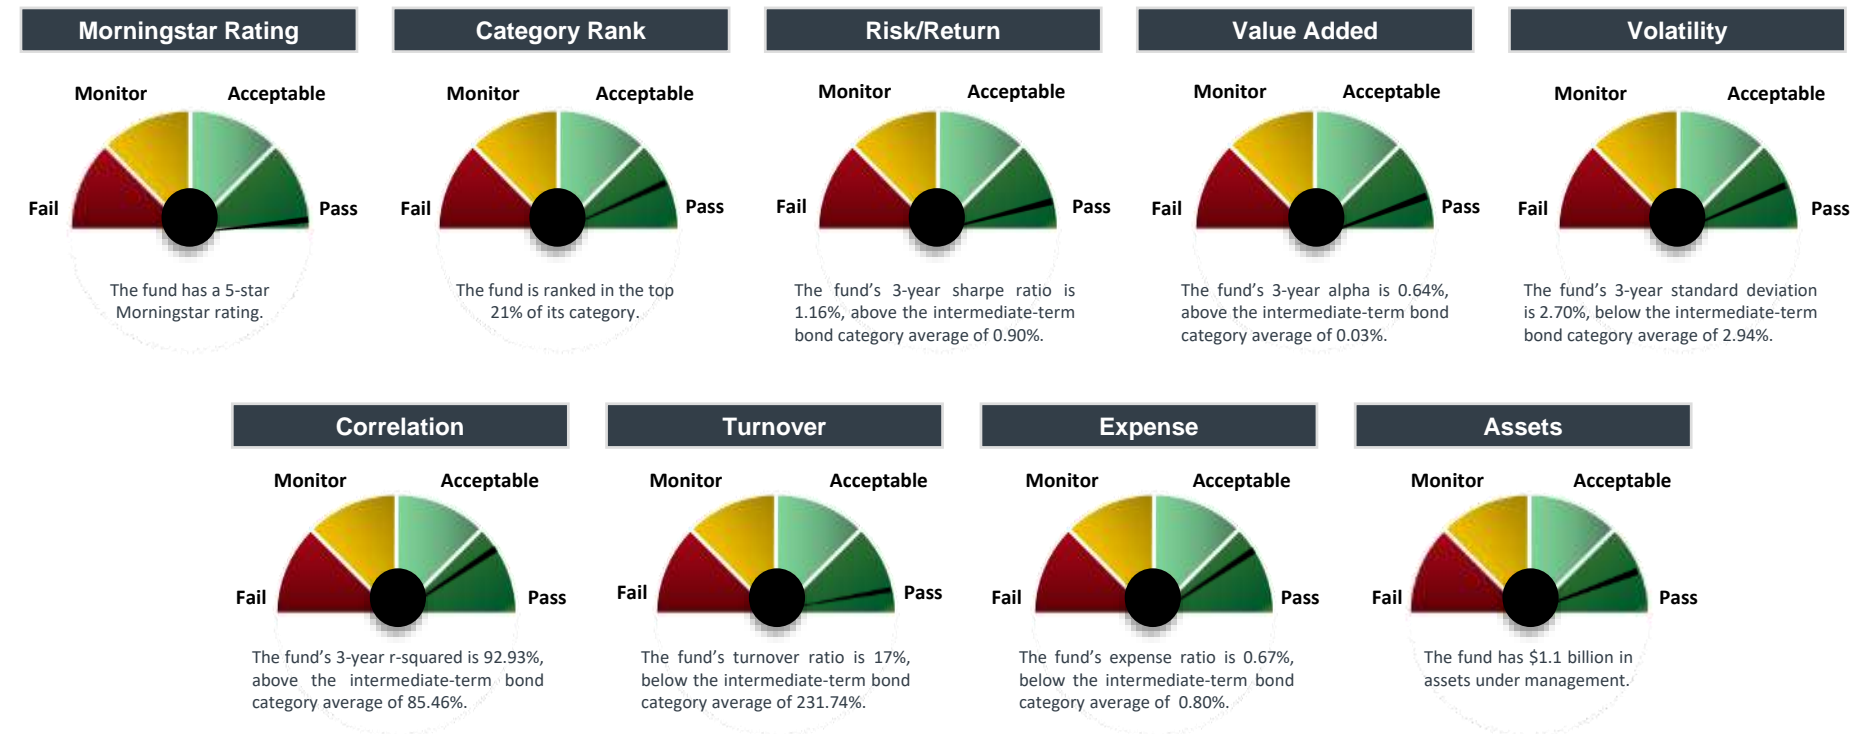 Morningstar Rating
Category Rank
Risk/Return
Value Added
Volatility
Monitor
Acceptable
Fail
Pass
The fund has a 5-star
Morningstar rating.
Monitor
Acceptable
Fail
Pass
The fund is ranked in the top
21% of its category.
Monitor
Acceptable
Fail
Pass
The fund's 3-year sharpe ratio is
1.16%, above the intermediate-term
bond category average of 0.90%.
Monitor
Acceptable
Fail
Pass
The fund's 3-year alpha is 0.64%,
above the intermediate-term bond
category average of 0.03%.
Monitor
Acceptable
Fail
Pass
The fund's 3-year standard deviation
is 2.70%, below the intermediate-term
bond category average of 2.94%.
Correlation
Turnover
Expense
Assets
Monitor
Acceptable
Fail
Pass
The fund's 3-year r-squared is 92.93%,
above the intermediate-term bond
category average of 85.46%.
Monitor
Acceptable
Fail
Pass
The fund's turnover ratio is 17%,
below the intermediate-term bond
category average of 231.74%.
Monitor
Acceptable
Fail
Pass
The fund's expense ratio is 0.67%,
below the intermediate-term bond
category average of 0.80%.
Monitor
Acceptable
Fail
Pass
The fund has $1.1 billion in
assets under management.